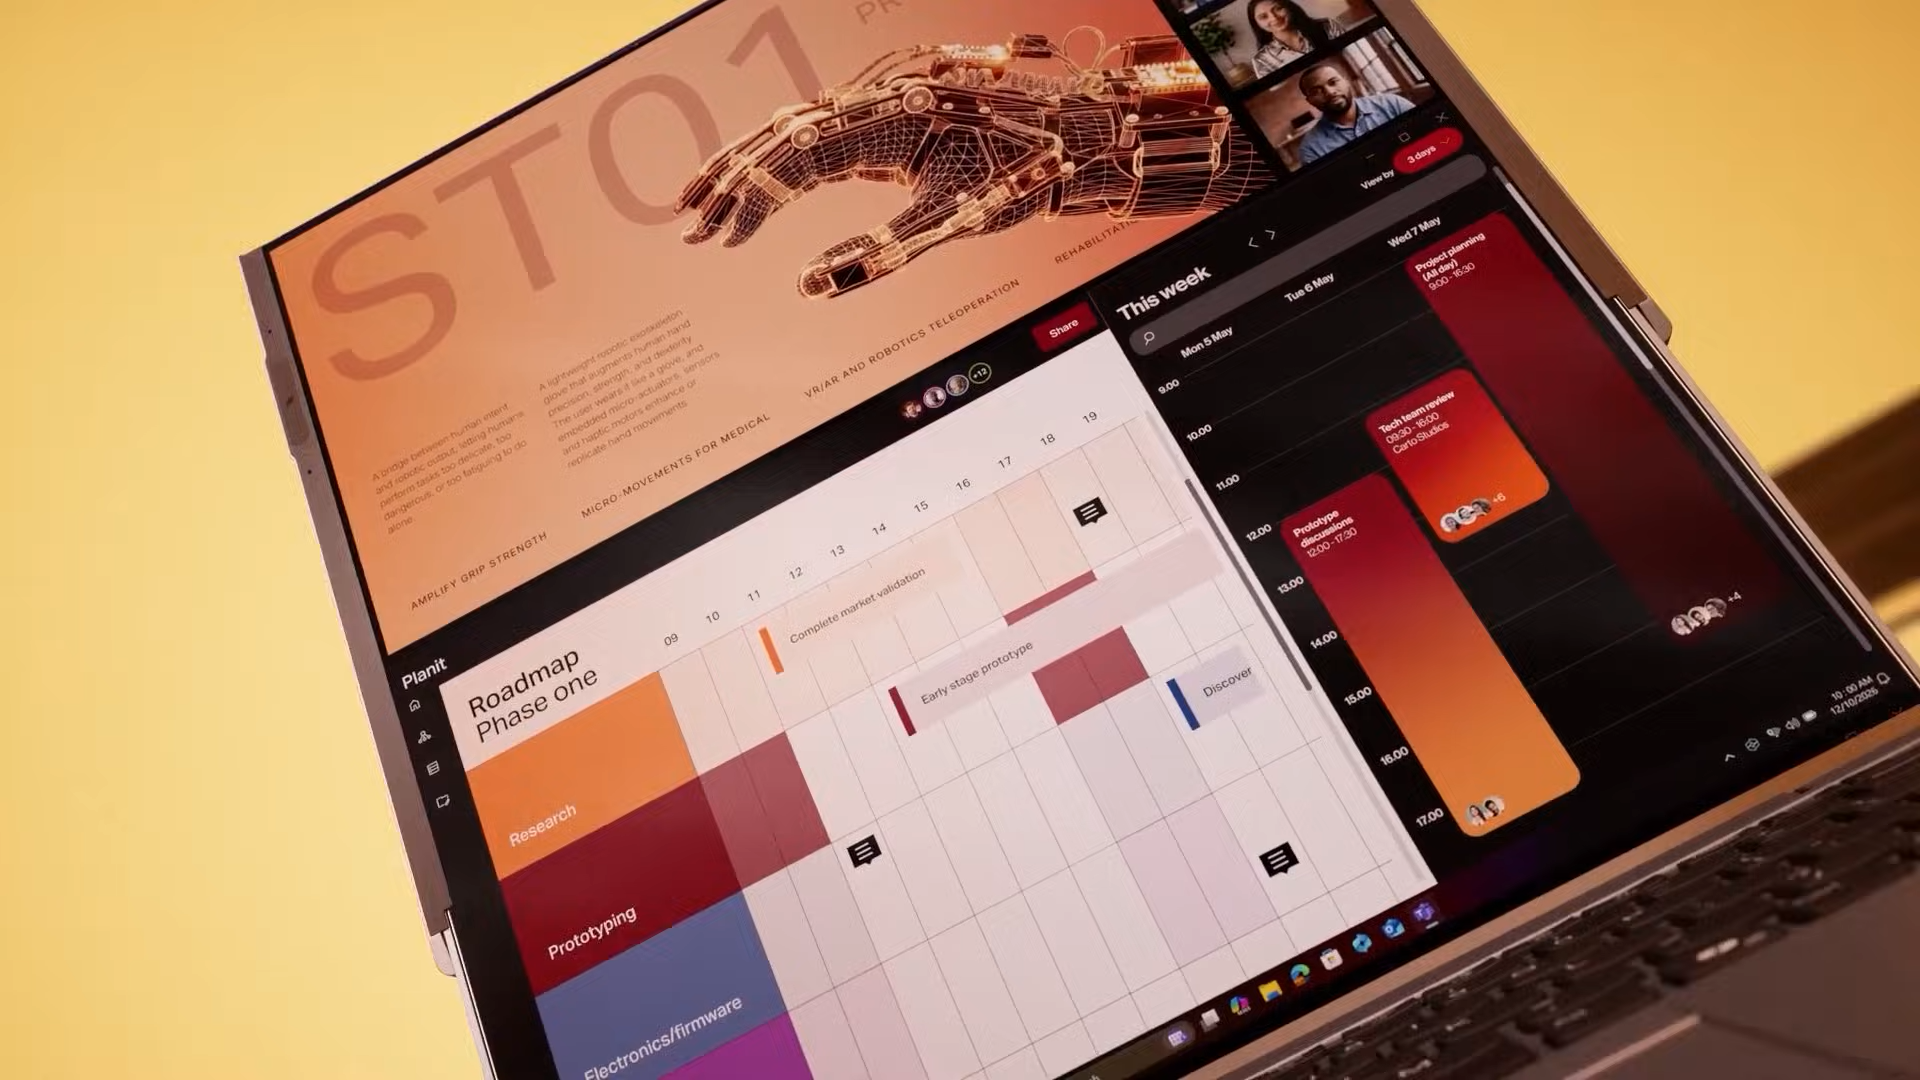 ST01
PR
A bridge between human intent
and robotic output, letting humans
perform tasks too delicate, too
dangerous, or too fatiguing to do
alone.
A lightweight robotic exoskeleton
glove that augments human hand
precision, strength, and dexterity
The user wears it like a glove, and
embedded micro-actuators, sensors
and haptic motors enhance or
replicate hand movements
AMPLIFY GRIP STRENGTH
MICRO-MOVEMENTS FOR MEDICAL
VR/AR AND ROBOTICS TELEOPERATION
REHABILITATI
Planit
+12
Share
Roadmap
Phase one
09 10 11 12 13 14 15 16 17 18 19
Complete market validation
Early stage prototype
Discover
Research
Prototyping
Electronics/firmware
View by
3 days
This week
Mon 5 May
Tue 6 May
Wed 7 May
9.00
10.00
11.00
12.00
13.00
14.00
15.00
16.00
17.00
Prototype
discussions
12:00-17:30
Tech team review
09:30 - 16:00
Carto Studios
+6
Project planning
(All day)
9:00 - 16:30
+4
10:00 AM
12/10/2026